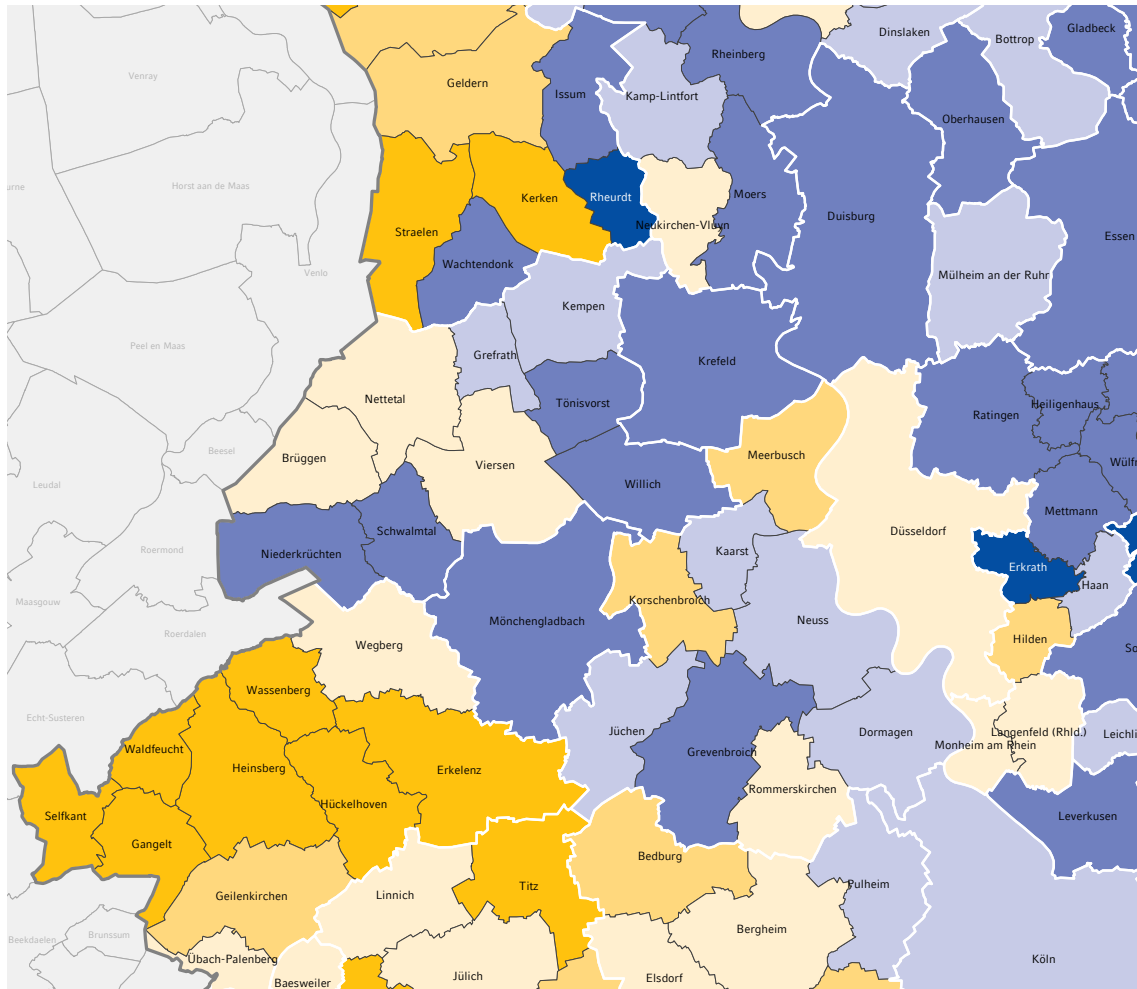 Gladbeck
Dinslaken
Bottrop
Rheinberg
Venray
Geldern
Issum
Kamp-Lintfort
Oberhausen
Horst aan de Maas
urne
Kerken
Rheurdt
Moers
Duisburg
Straelen
Neukirchen-Vluyn
Essen
Wachtendonk
Venlo
Mülheim an der Ruhr
Kempen
Peel en Maas
Grefrath
Krefeld
Nettetal
Tönisvorst
Heiligenhaus
Ratingen
Beesel
Brüggen
Viersen
Meerbusch
Wülfr
Leudal
Willich
Mettmann
Schwalmtal
Düsseldorf
Roermond
Niederkrüchten
Kaarst
Erkrath
Haan
Maasgouw
Korschenbroich
Mönchengladbach
Neuss
Roerdalen
Wegberg
Hilden
So
Wassenberg
Echt-Susteren
Jüchen
Dormagen
Langenfeld (Rhld.)
Leichli
Waldfeucht
Grevenbroich
Monheim am Rhein
Heinsberg
Erkelenz
Rommerskirchen
Hückelhoven
Selfkant
Leverkusen
Gangelt
Bedburg
Titz
Pulheim
Geilenkirchen
Linnich
Bergheim
Beekdaelen
Brunssum
Übach-Palenberg
Köln
Jülich
Elsdorf
Baesweiler